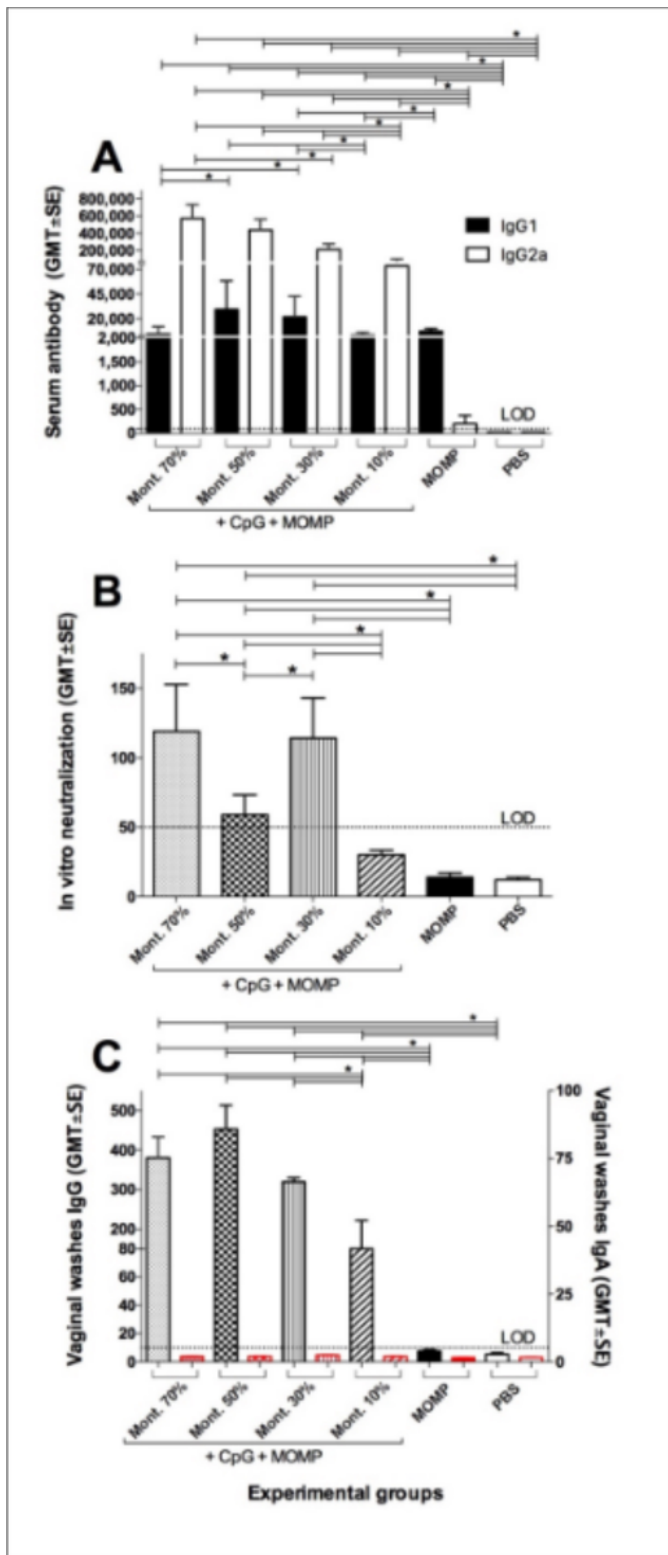 A
Serum antibody (GMT±SE)
800,000
600,000
400,000
200,000
70,000
45,000
20,000
2,000
1,500
1,000
500
0
* * * * * * * *
IgG1
IgG2a
LOD
Mont. 70% Mont. 50% Mont. 30% Mont. 10% MOMP PBS
+ CpG + MOMP
B
In vitro neutralization (GMT±SE)
150
100
50
0
* * * * *
LOD
Mont. 70% Mont. 50% Mont. 30% Mont. 10% MOMP PBS
+ CpG + MOMP
C
Vaginal washes IgG (GMT±SE)
500
400
300
200
80
60
40
20
0
* * *
LOD
100
75
50
25
0
Vaginal washes IgA (GMT±SE)
Mont. 70% Mont. 50% Mont. 30% Mont. 10% MOMP PBS
+ CpG + MOMP
Experimental groups